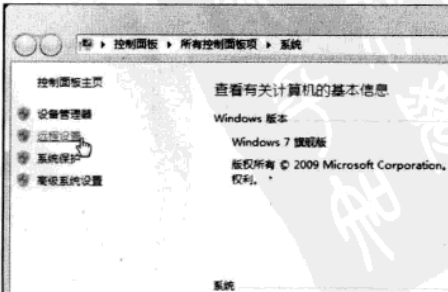 控制面板 ▸ 所有控制面板项 ▸ 系统
控制面板主页
设备管理器
远程设置
系统保护
高级系统设置
查看有关计算机的基本信息
Windows 版本
Windows 7 旗舰版
版权所有 © 2009 Microsoft Corporation。
权利。
系统